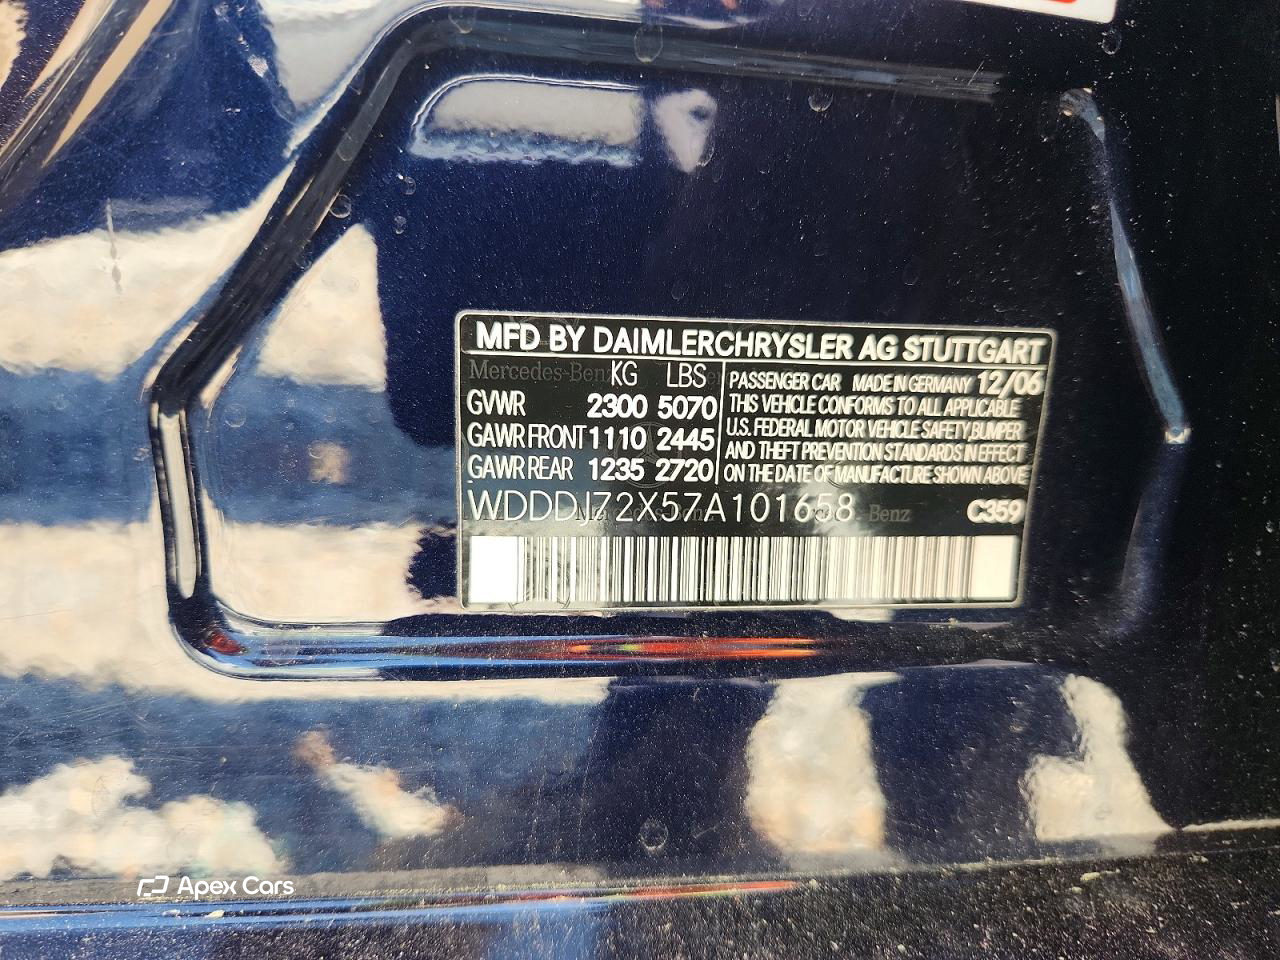 MFD BY DAIMLERCHRYSLER AG STUTTGART
Mercedes-Benz KG LBS
GVWR 2300 5070
GAWR FRONT 1110 2445
GAWR REAR 1235 2720
PASSENGER CAR MADE IN GERMANY 12/06
THIS VEHICLE CONFORMS TO ALL APPLICABLE
U.S. FEDERAL MOTOR VEHICLE SAFETY,BUMPER
AND THEFT PREVENTION STANDARDS IN EFFECT
ON THE DATE OF MANUFACTURE SHOWN ABOVE
WDDDJ72X57A101658 C359
Apex Cars